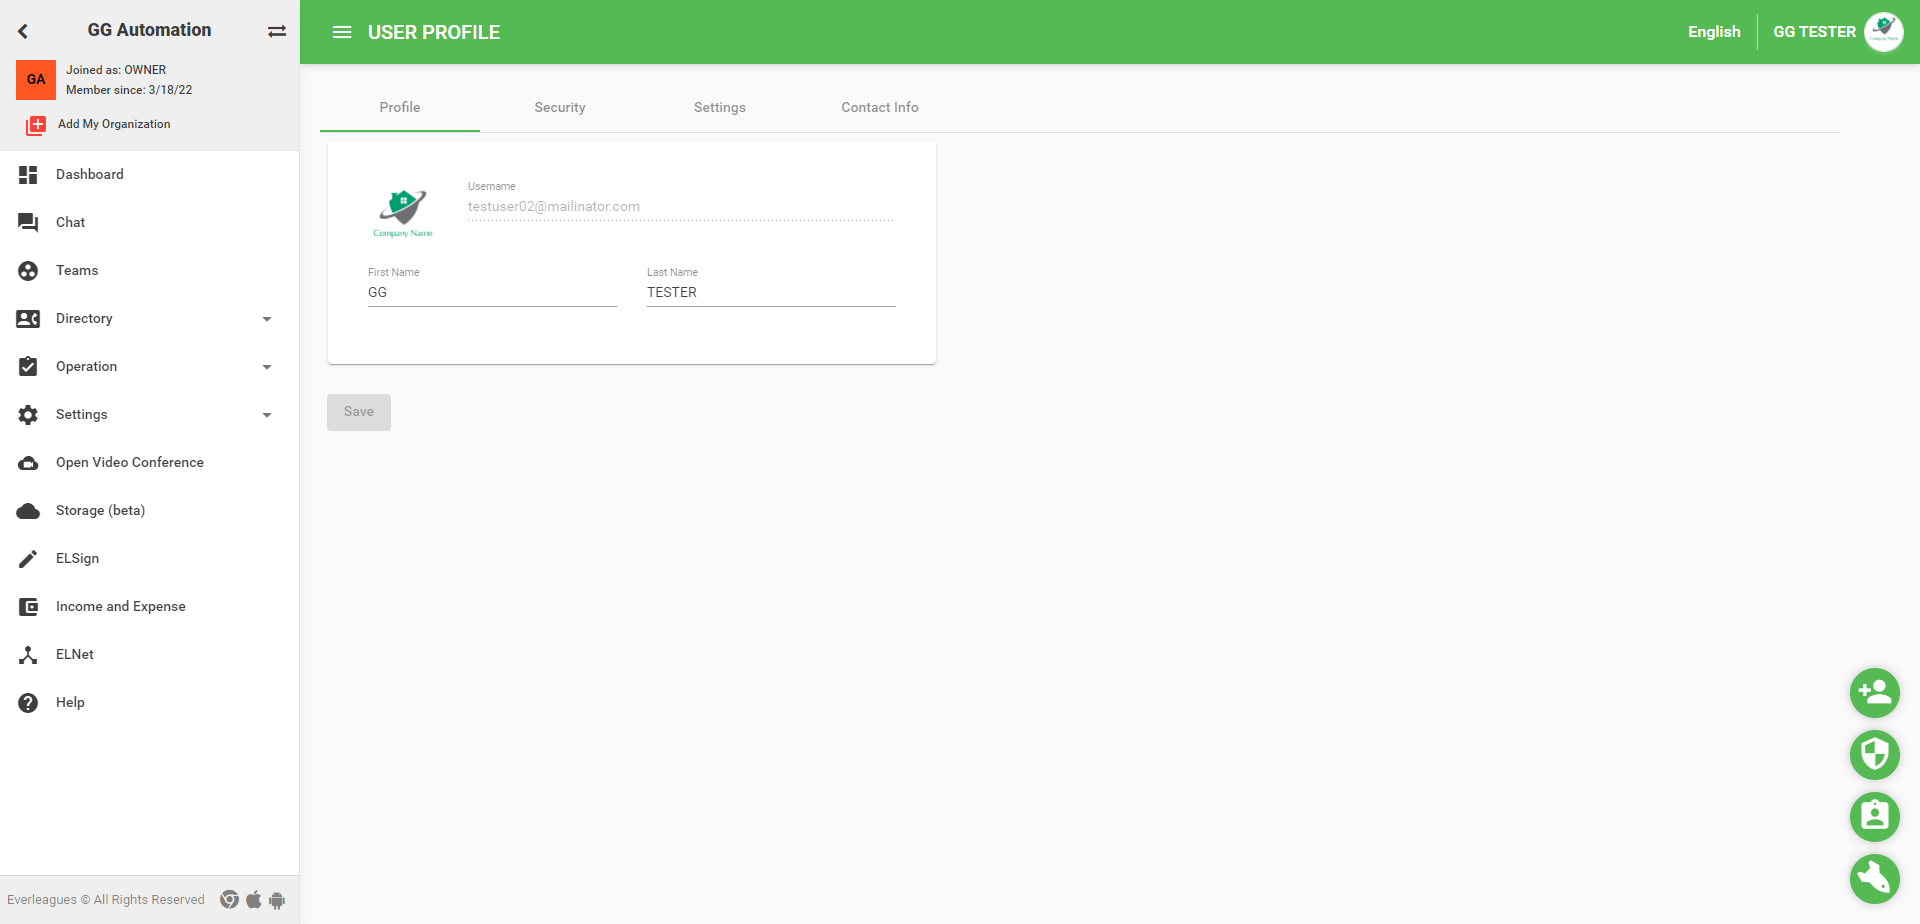 GG Automation
GA
Joined as: OWNER
Member since: 3/18/22
Add My Organization
Dashboard
Chat
Teams
Directory
Operation
Settings
Open Video Conference
Storage (beta)
ELSign
Income and Expense
ELNet
Help
Everleagues © All Rights Reserved
USER PROFILE
English
GG TESTER
Profile
Security
Settings
Contact Info
Company Name
Username
testuser02@mailinator.com
First Name
GG
Last Name
TESTER
Save